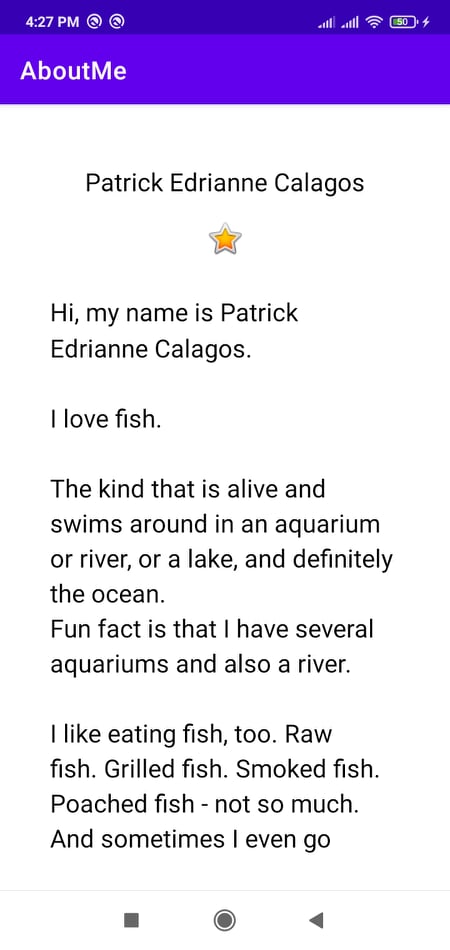 4:27 PM
50
AboutMe
Patrick Edrianne Calagos
Hi, my name is Patrick
Edrianne Calagos.
I love fish.
The kind that is alive and
swims around in an aquarium
or river, or a lake, and definitely
the ocean.
Fun fact is that I have several
aquariums and also a river.
I like eating fish, too. Raw
fish. Grilled fish. Smoked fish.
Poached fish - not so much.
And sometimes I even go